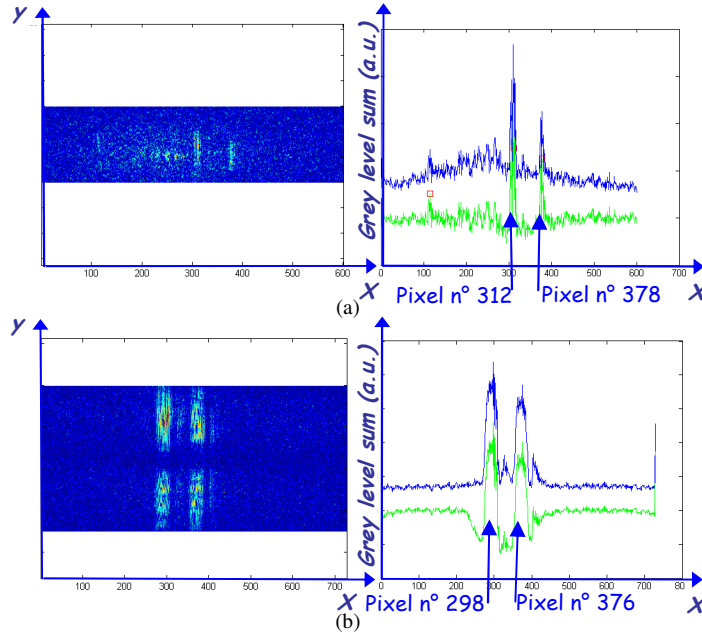 Y
Grey level sum (a.u.)
100 200 300 400 500 600
0 100 200 300 400 500 600 700
X
X
Pixel n° 312
Pixel n° 378
(a)
Y
Grey level sum (a.u.)
100 200 300 400 500 600 700
0 100 200 300 400 500 600 700 80
X
X
Pixel n° 298
Pixel n° 376
(b)